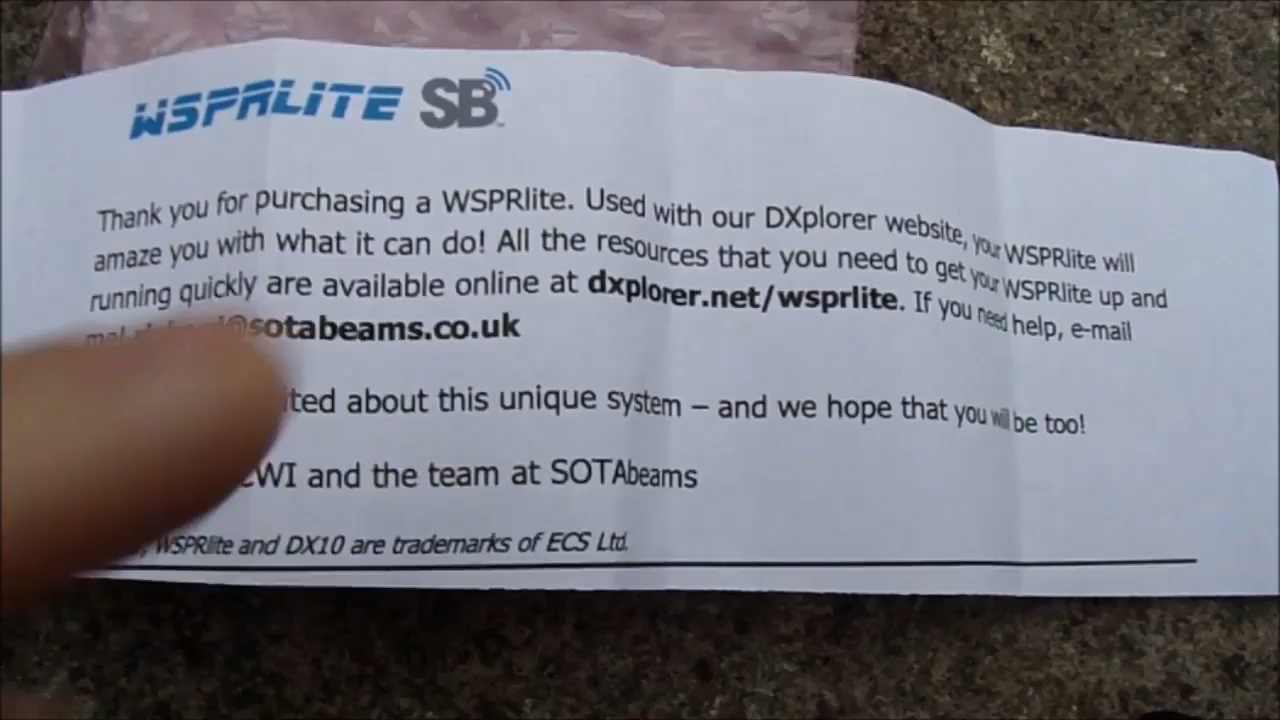 WSPRLITE SB
Thank you for purchasing a WSPRlite. Used with our DXplorer website, your WSPRlite will
amaze you with what it can do! All the resources that you need to get your WSPRlite up and
running quickly are available online at dxplorer.net/wsprlite. If you need help, e-mail
@sotabeams.co.uk
about this unique system – and we hope that you will be too!
and the team at SOTAbeams
WSPRlite and DX10 are trademarks of ECS Ltd.